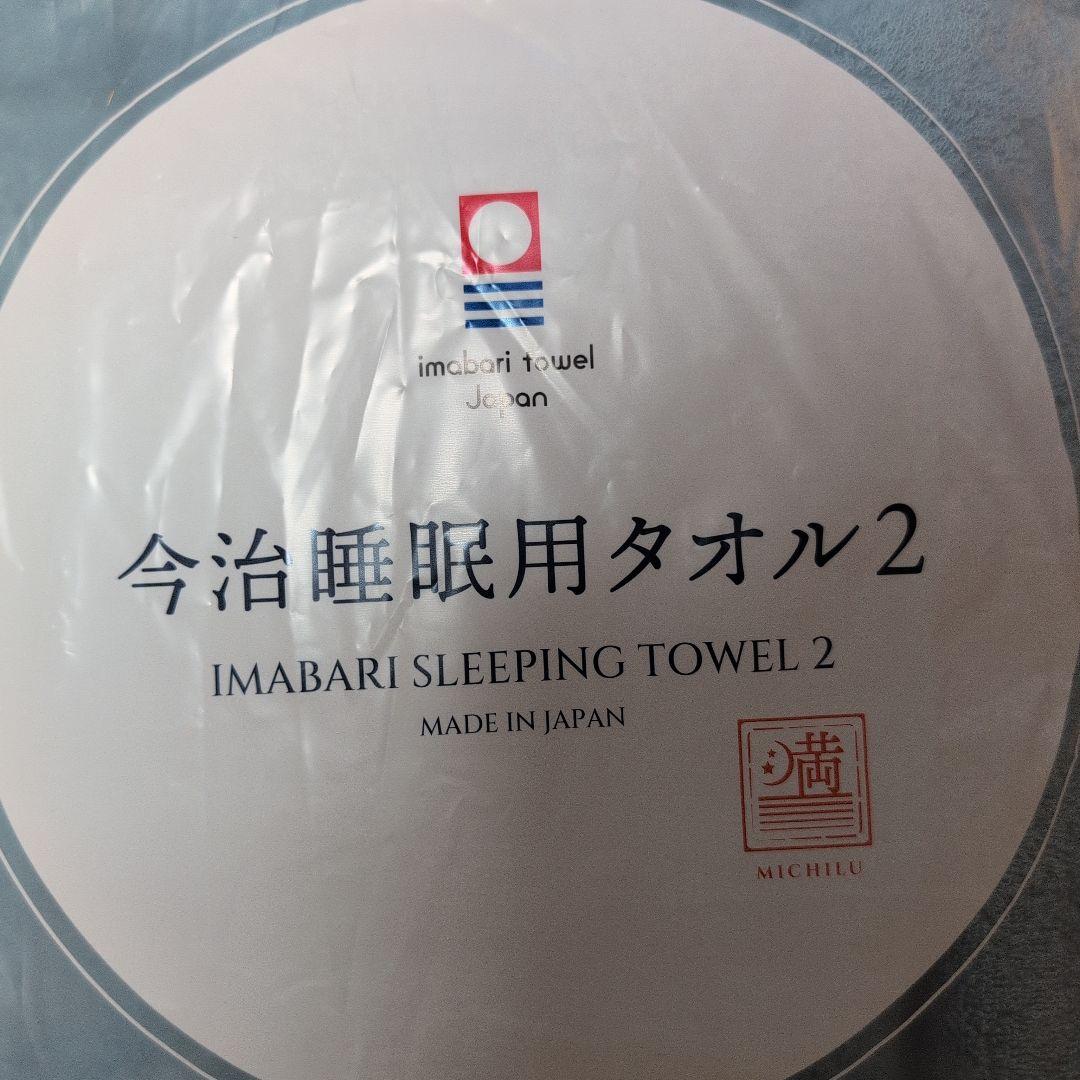 imabari towel
Japan
今治睡眠用タオル2
IMABARI SLEEPING TOWEL 2
MADE IN JAPAN
満
MICHILU